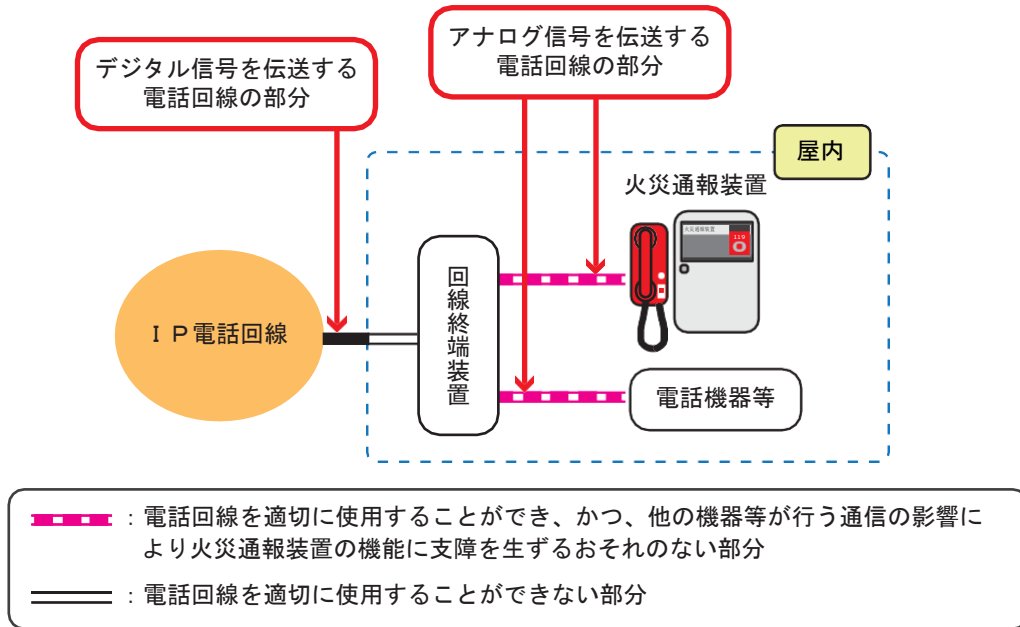 アナログ信号を伝送する
電話回線の部分
デジタル信号を伝送する
電話回線の部分
屋内
火災通報装置
火災通報装置
119
回線終端装置
ＩＰ電話回線
電話機器等
：電話回線を適切に使用することができ、かつ、他の機器等が行う通信の影響に
より火災通報装置の機能に支障を生ずるおそれのない部分
：電話回線を適切に使用することができない部分